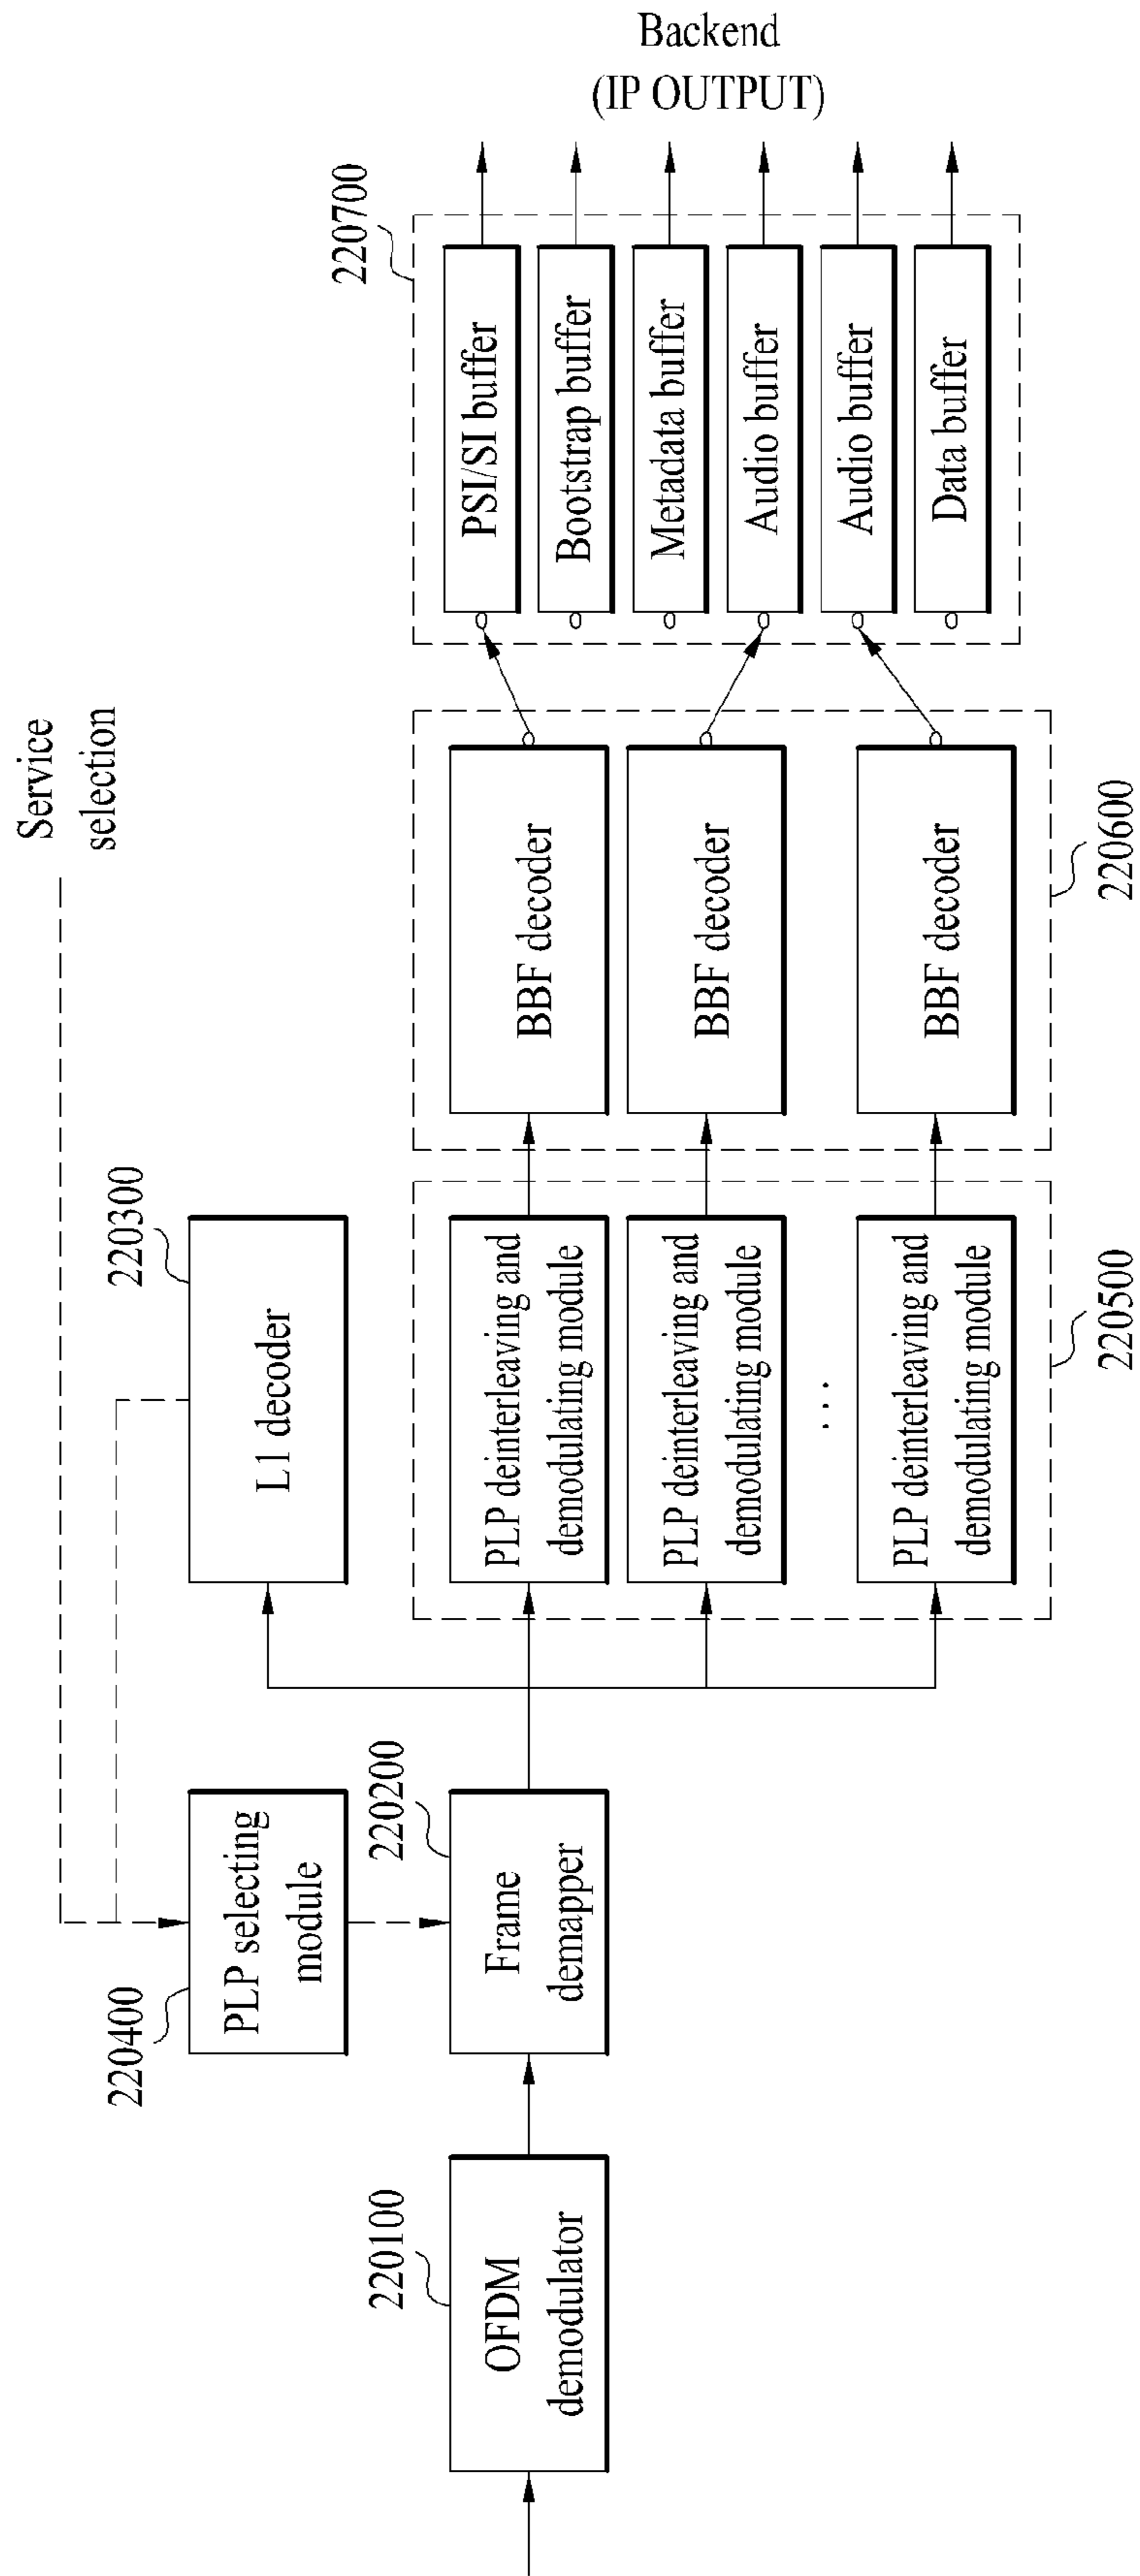 Service
selection
220400
PLP selecting
module
220300
L1 decoder
220100
OFDM
demodulator
220200
Frame
demapper
PLP deinterleaving and
demodulating module
PLP deinterleaving and
demodulating module
...
PLP deinterleaving and
demodulating module
220500
BBF decoder
BBF decoder
BBF decoder
220600
220700
PSI/SI buffer
Bootstrap buffer
Metadata buffer
Audio buffer
Audio buffer
Data buffer
Backend
(IP OUTPUT)